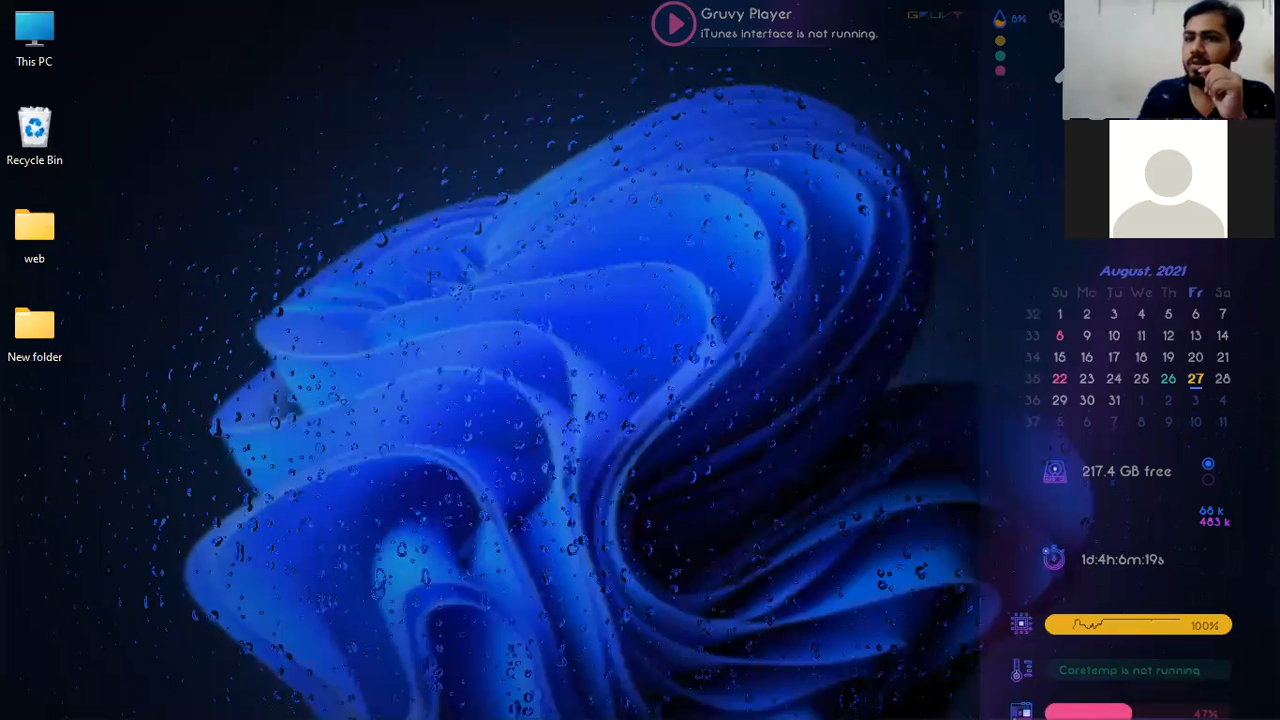 This PC
Recycle Bin
web
New folder
Gruvy Player
iTunes interface is not running.
8%
August, 2021
Su Mo Tu We Th Fr Sa
32 1 2 3 4 5 6 7
33 8 9 10 11 12 13 14
34 15 16 17 18 19 20 21
35 22 23 24 25 26 27 28
36 29 30 31 1 2 3 4
37 5 6 7 8 9 10 11
217.4 GB free
68 k
483 k
1d:4h:6m:19s
100%
Coretemp is not running
47%